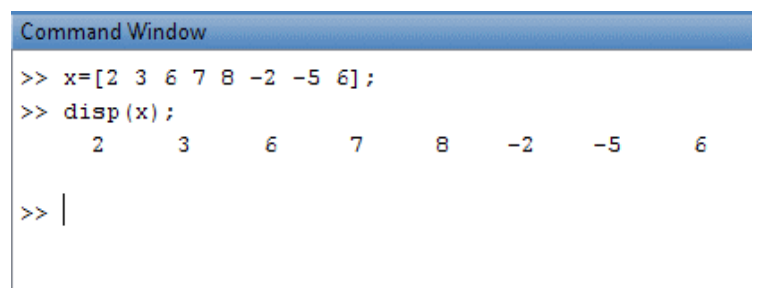 Command Window
>> x=[2 3 6 7 8 -2 -5 6];
>> disp(x);
2 3 6 7 8 -2 -5 6
>>